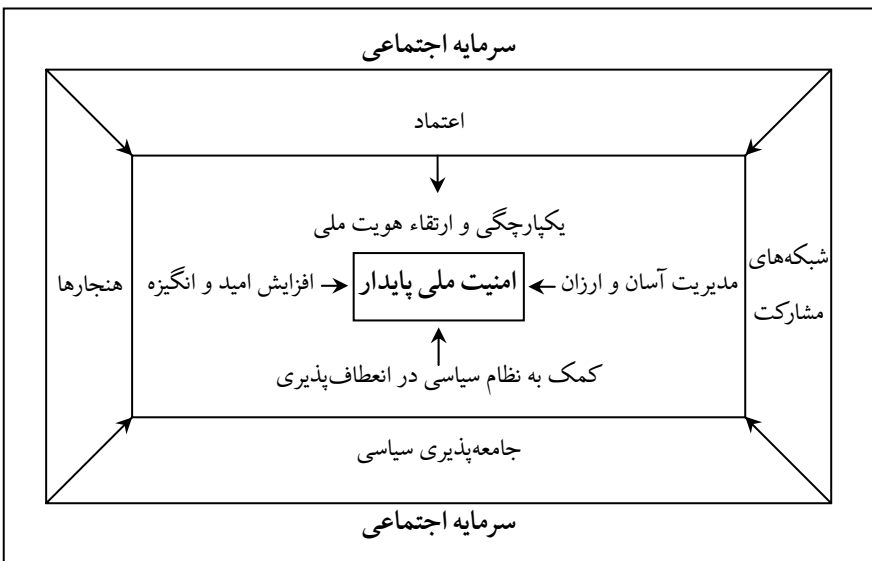 سرمایه اجتماعی
اعتماد
یکپارچگی و ارتقاء هویت ملی
شبکه‌های
مشارکت
مدیریت آسان و ارزان
امنیت ملی پایدار
افزایش امید و انگیزه
هنجارها
کمک به نظام سیاسی در انعطاف‌پذیری
جامعه‌پذیری سیاسی
سرمایه اجتماعی